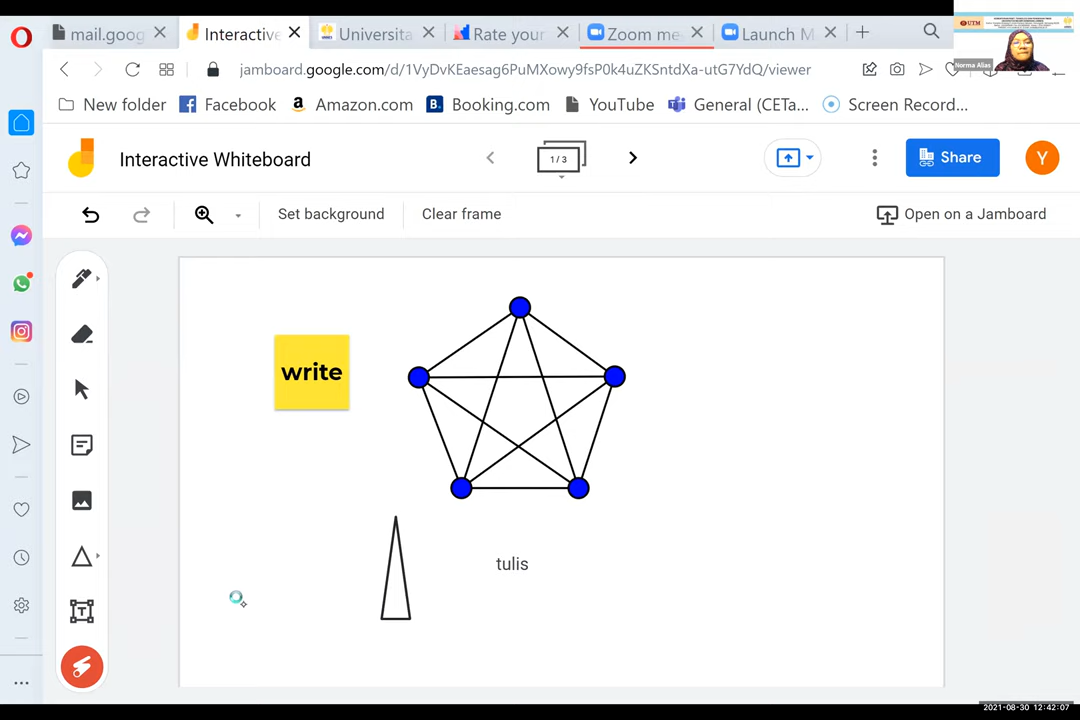 mail.goog
Interactive
Universita
Rate your
Zoom me
Launch M
UTM
Norma Alias
jamboard.google.com/d/1VyDvKEaesag6PuMXowy9fsP0k4uZKSntdXa-utG7YdQ/viewer
New folder
Facebook
Amazon.com
B. Booking.com
YouTube
General (CETa...
Screen Record...
Interactive Whiteboard
1/3
Share
Y
Set background
Clear frame
Open on a Jamboard
write
tulis
T
2021-08-30 12:42:07